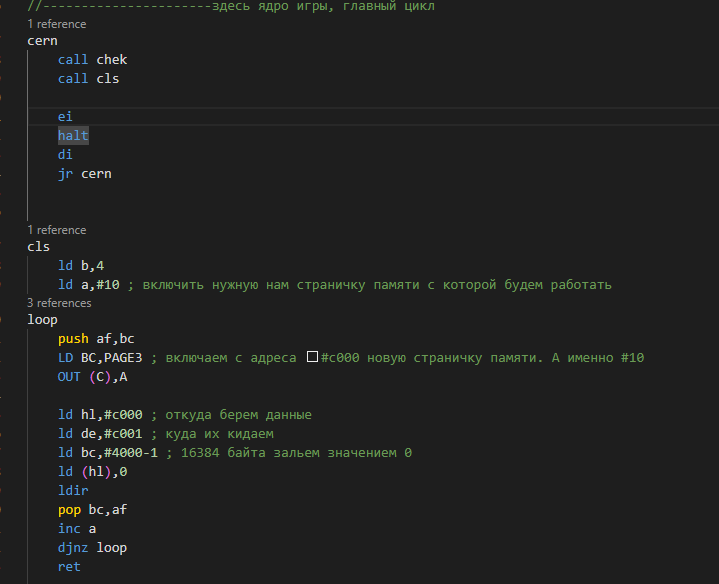 //----------------------здесь ядро игры, главный цикл
1 reference
cern
call chek
call cls
ei
halt
di
jr cern
1 reference
cls
ld b,4
ld a,#10 ; включить нужную нам страничку памяти с которой будем работать
3 references
loop
push af,bc
LD BC,PAGE3 ; включаем с адреса #c000 новую страничку памяти. А именно #10
OUT (C),A
ld hl,#c000 ; откуда берем данные
ld de,#c001 ; куда их кидаем
ld bc,#4000-1 ; 16384 байта зальем значением 0
ld (hl),0
ldir
pop bc,af
inc a
djnz loop
ret